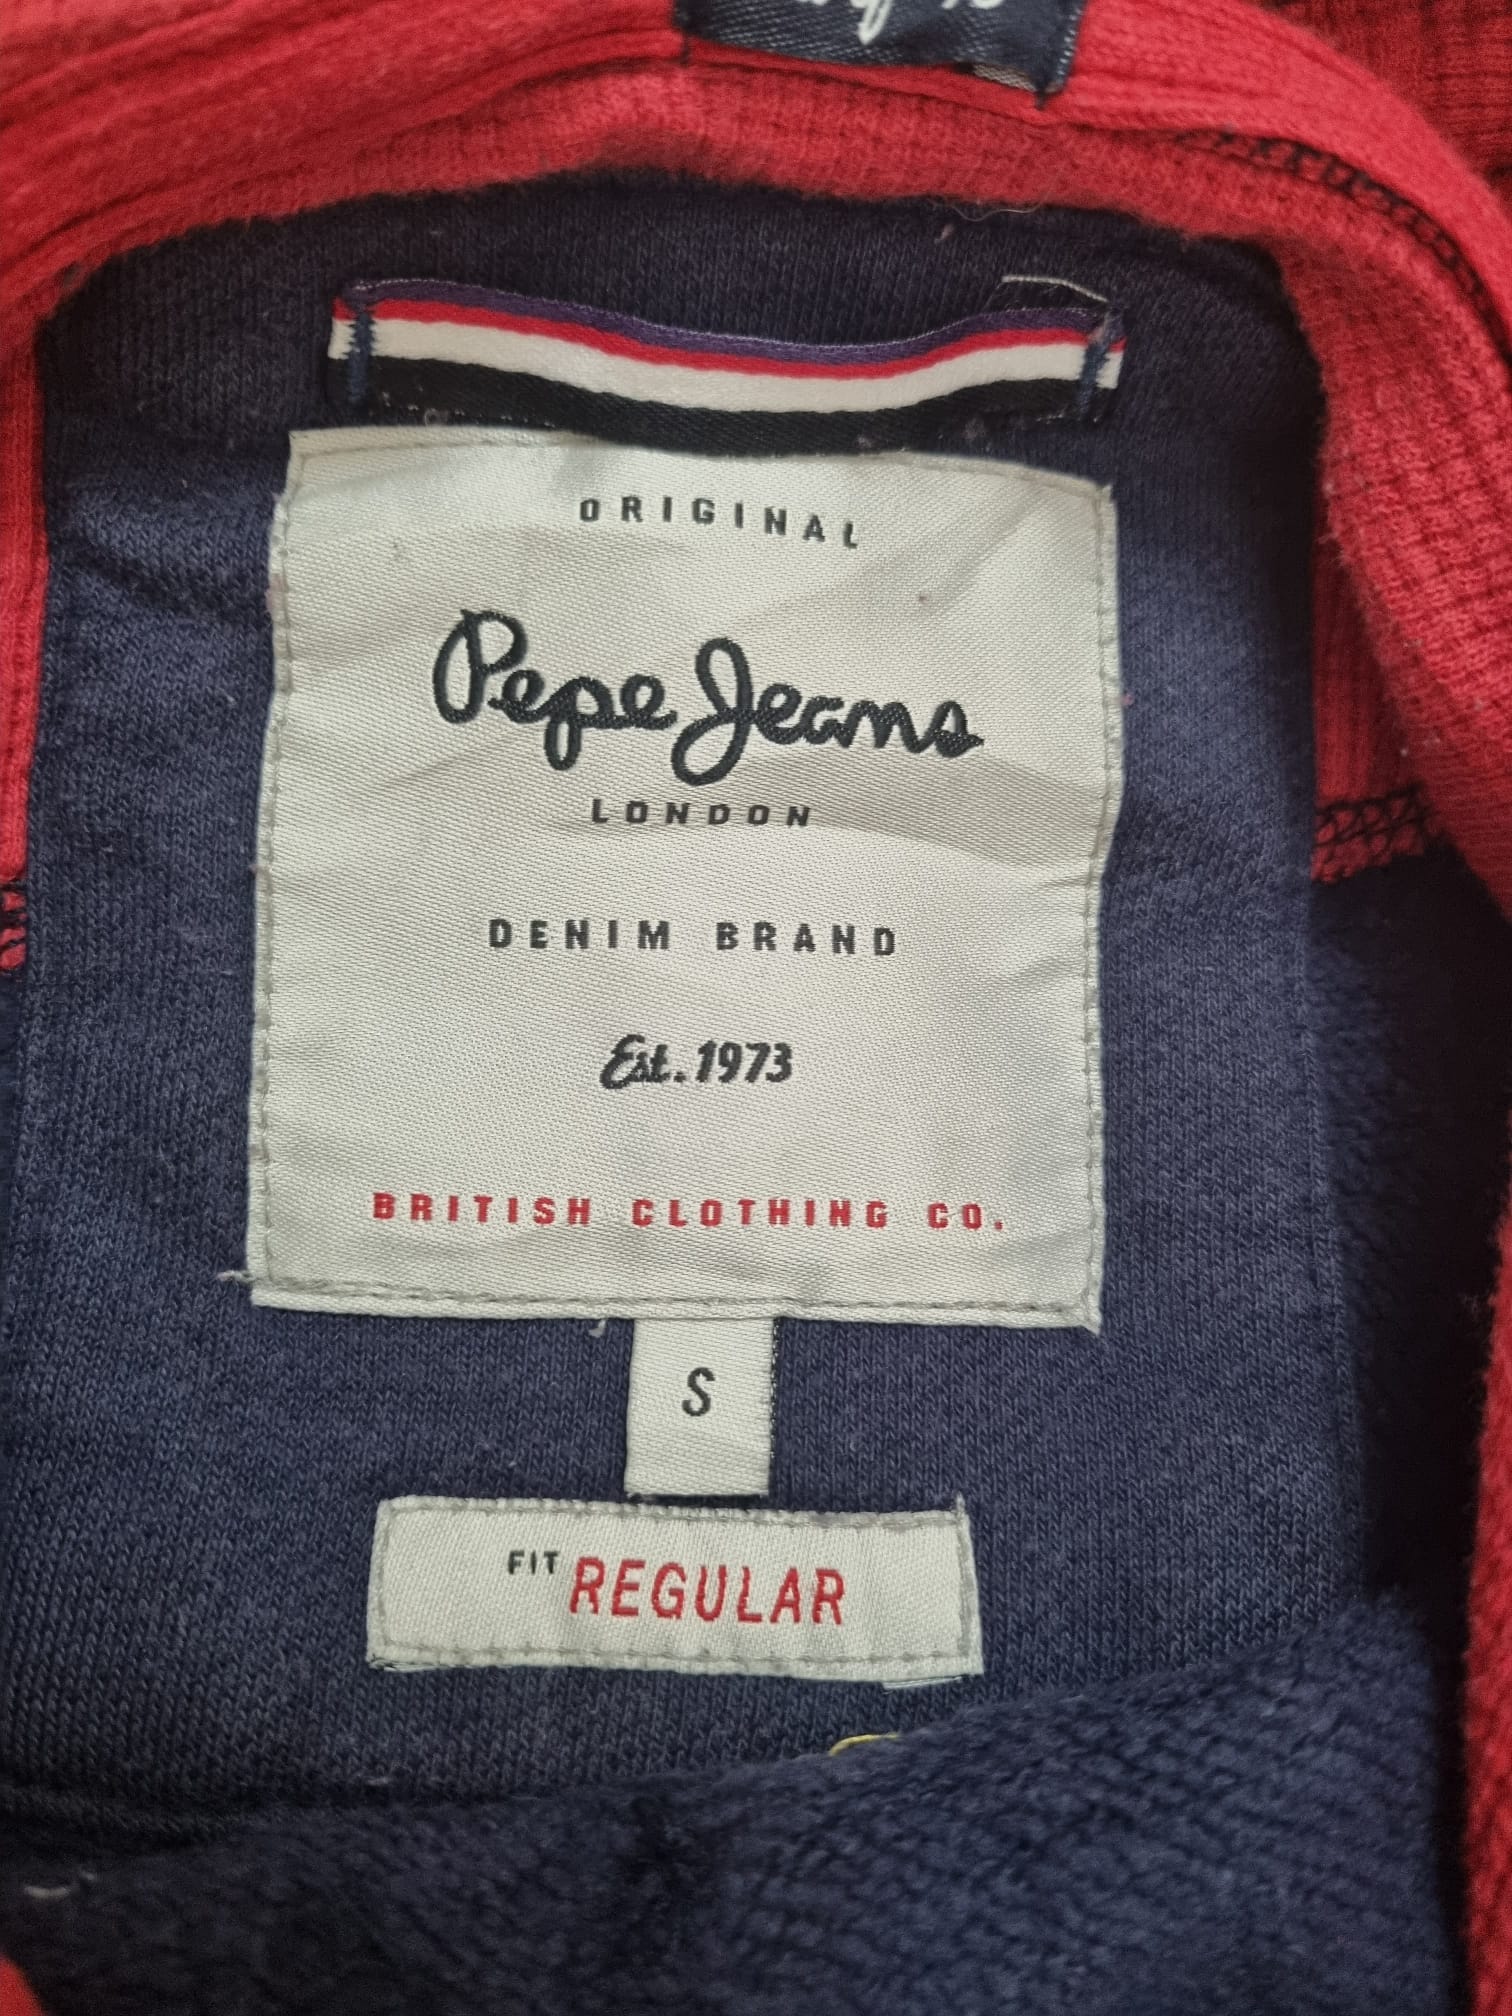 ORIGINAL
Pepe Jeans
LONDON
DENIM BRAND
Est. 1973
BRITISH CLOTHING CO.
S
FIT REGULAR